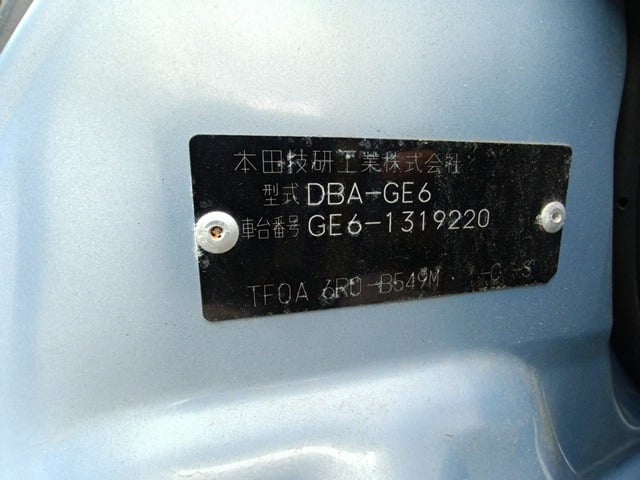 本田技研工業株式会社
型式 DBA-GE6
車台番号 GE6-1319220
TF0A 6R0-B549M -C -S